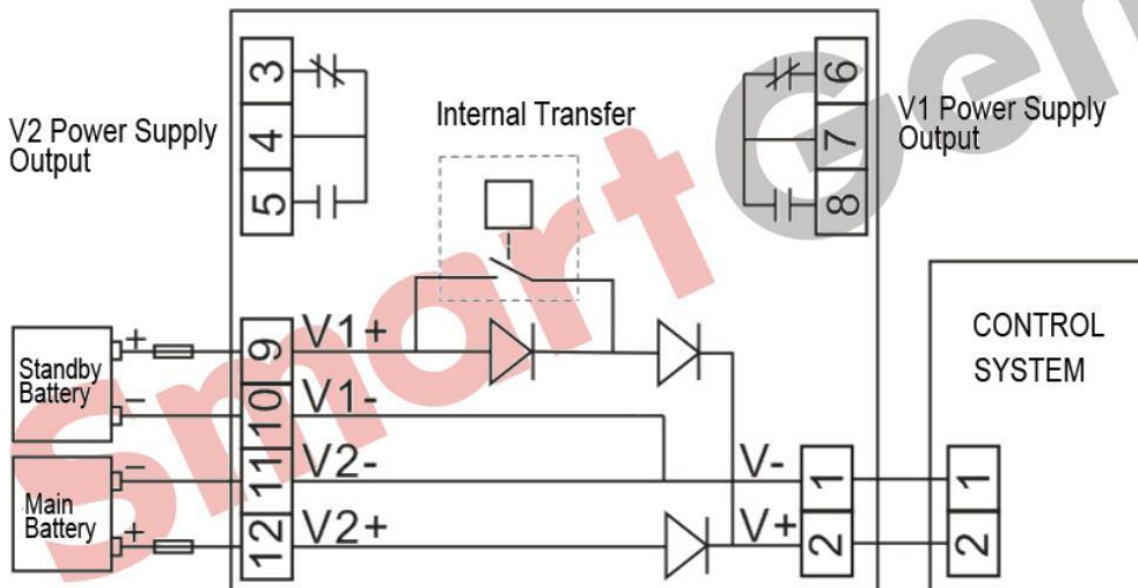 V2 Power Supply
Output
3
4
5
Internal Transfer
6
7
8
V1 Power Supply
Output
Standby
Battery
+
-
Main
Battery
-
+
9
10
11
12
V1+
V1-
V2-
V2+
V-
V+
1
2
CONTROL
SYSTEM
1
2
SmartGen